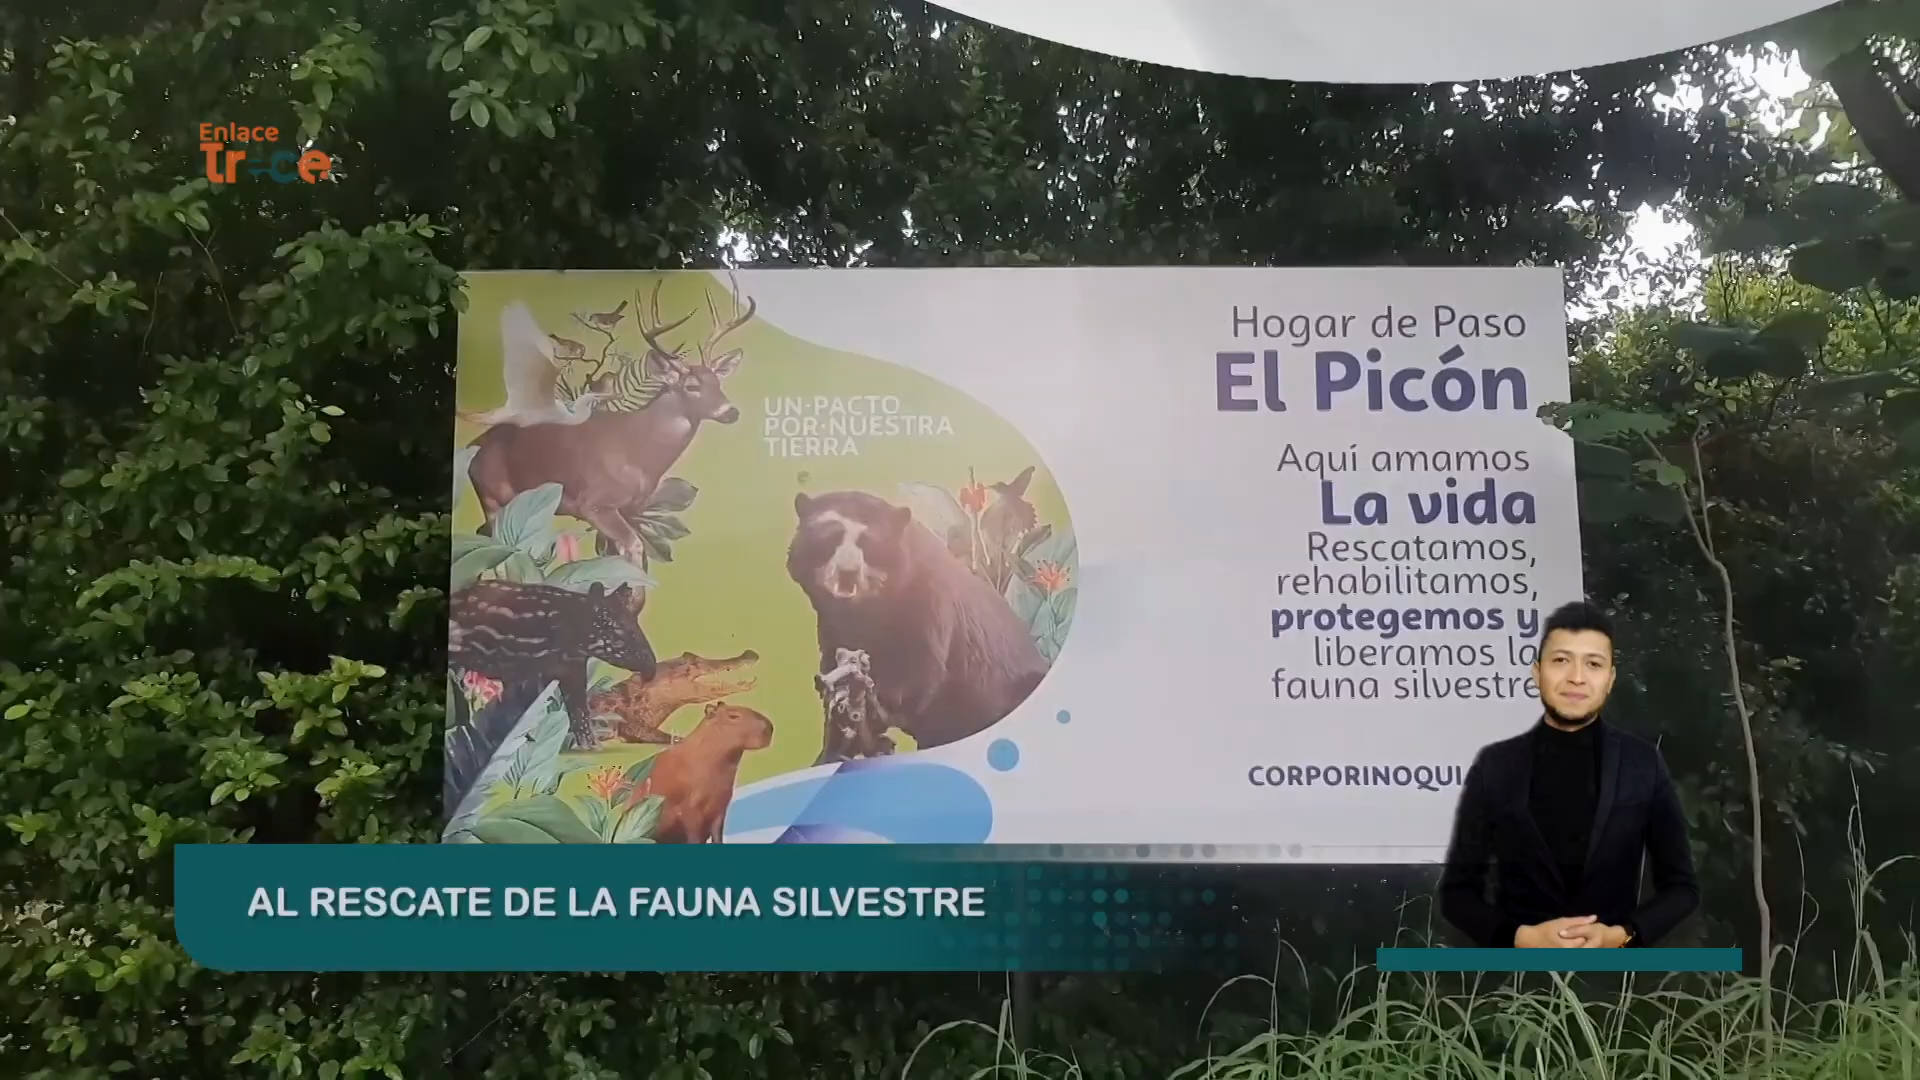 Enlace
Trece
UN·PACTO
POR·NUESTRA
TIERRA
Hogar de Paso
El Picón
Aquí amamos
La vida
Rescatamos,
rehabilitamos,
protegemos y
liberamos la
fauna silvestre
CORPORINOQUI
AL RESCATE DE LA FAUNA SILVESTRE